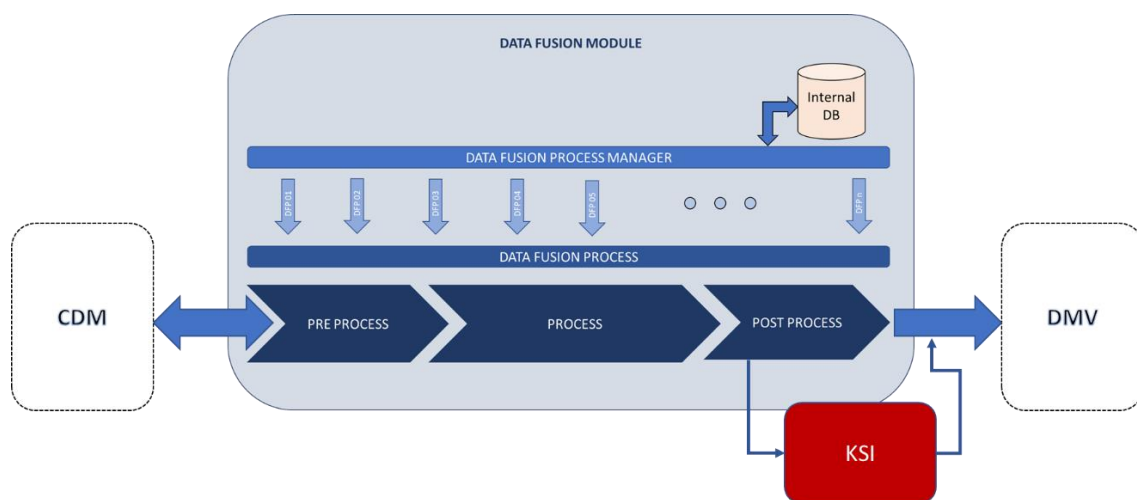 DATA FUSION MODULE
Internal
DB
DATA FUSION PROCESS MANAGER
DFP 01
DFP 02
DFP 03
DFP 04
DFP 05
DFP n
DATA FUSION PROCESS
CDM
PRE PROCESS
PROCESS
POST PROCESS
DMV
KSI